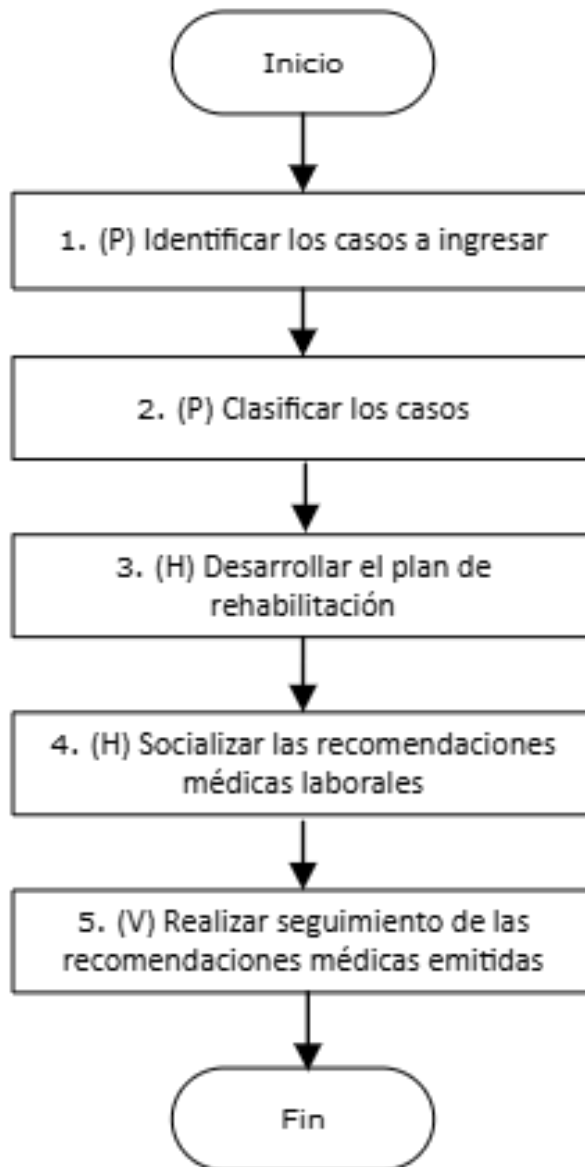 Inicio
1. (P) Identificar los casos a ingresar
2. (P) Clasificar los casos
3. (H) Desarrollar el plan de
rehabilitación
4. (H) Socializar las recomendaciones
médicas laborales
5. (V) Realizar seguimiento de las
recomendaciones médicas emitidas
Fin